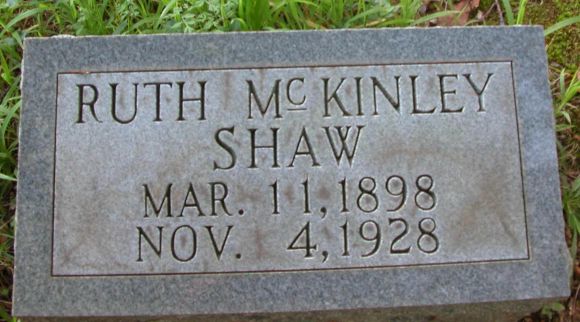 RUTH McKINLEY
SHAW
MAR. 11, 1898
NOV. 4, 1928